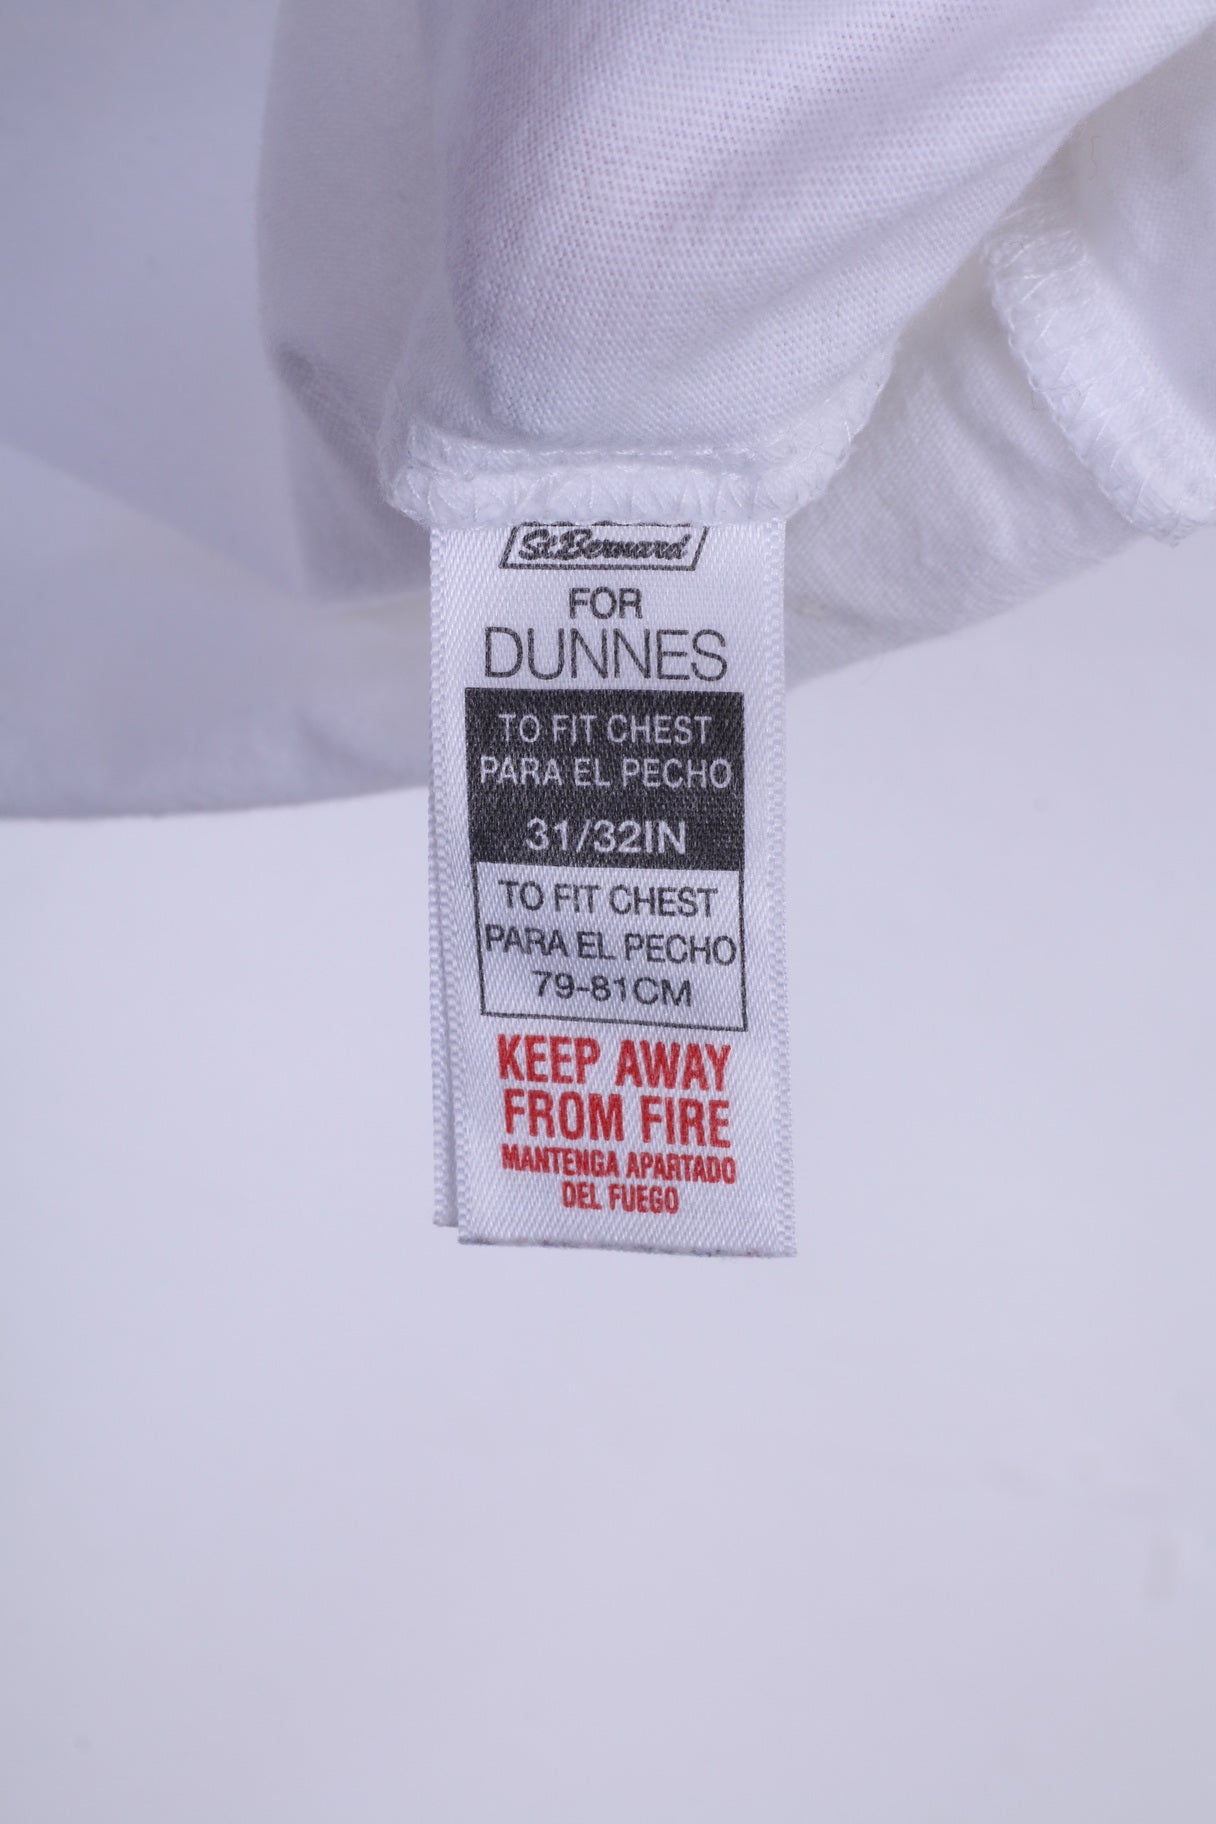 St.Bernard
FOR
DUNNES
TO FIT CHEST
PARA EL PECHO
31/32IN
TO FIT CHEST
PARA EL PECHO
79-81CM
KEEP AWAY
FROM FIRE
MANTENGA APARTADO
DEL FUEGO